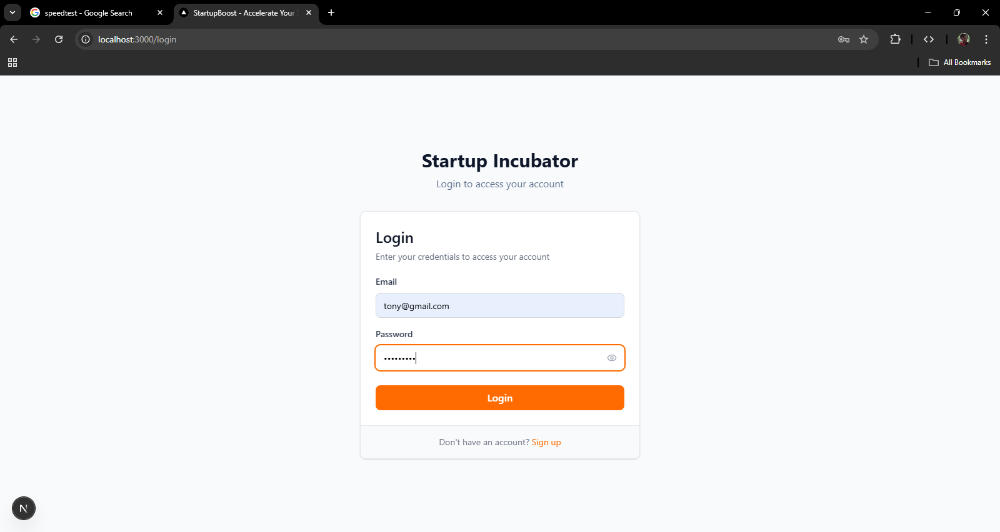 speedtest - Google Search
StartupBoost - Accelerate Your
localhost:3000/login
All Bookmarks
Startup Incubator
Login to access your account
Login
Enter your credentials to access your account
Email
tony@gmail.com
Password
•••••••••
Login
Don't have an account? Sign up
N